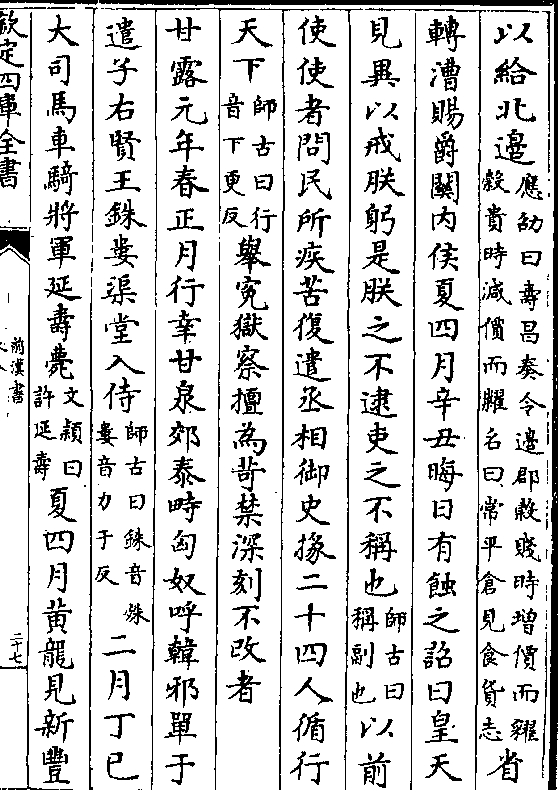 以給北邊應劭曰壽昌奏令邊郡穀賤時増價而糴穀貴時減價而糶名曰常平倉見食貨志省
轉漕賜爵關内侯夏四月辛丑晦日有蝕之詔曰皇天
見異以戒朕躬是朕之不逮吏之不稱也師古曰稱副也以前
使使者問民所疾苦復遣丞相御史掾二十四人循行
天下師古曰行音下更反舉寃獄察擅為苛禁深刻不改者
甘露元年春正月行幸甘泉郊泰畤匈奴呼韓邪單于
遣子右賢王銖婁渠堂入侍師古曰銖音殊婁音力于反二月丁巳
大司馬車騎將軍延壽薨文穎曰許延壽夏四月黄龍見新豐
欽定四庫全書
前漢書
二十七